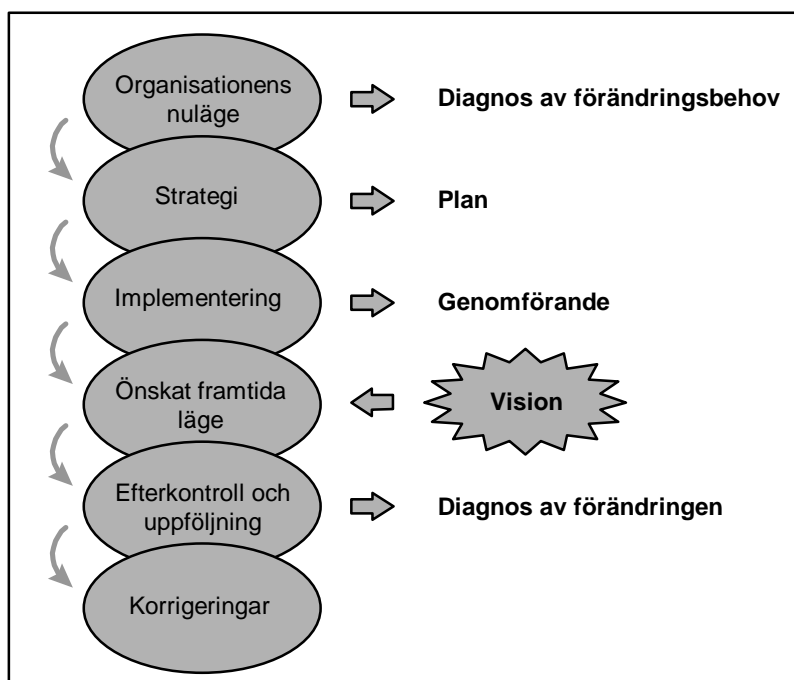 Organisationens
nuläge
Diagnos av förändringsbehov
Strategi
Plan
Implementering
Genomförande
Önskat framtida
läge
Vision
Efterkontroll och
uppföljning
Diagnos av förändringen
Korrigeringar